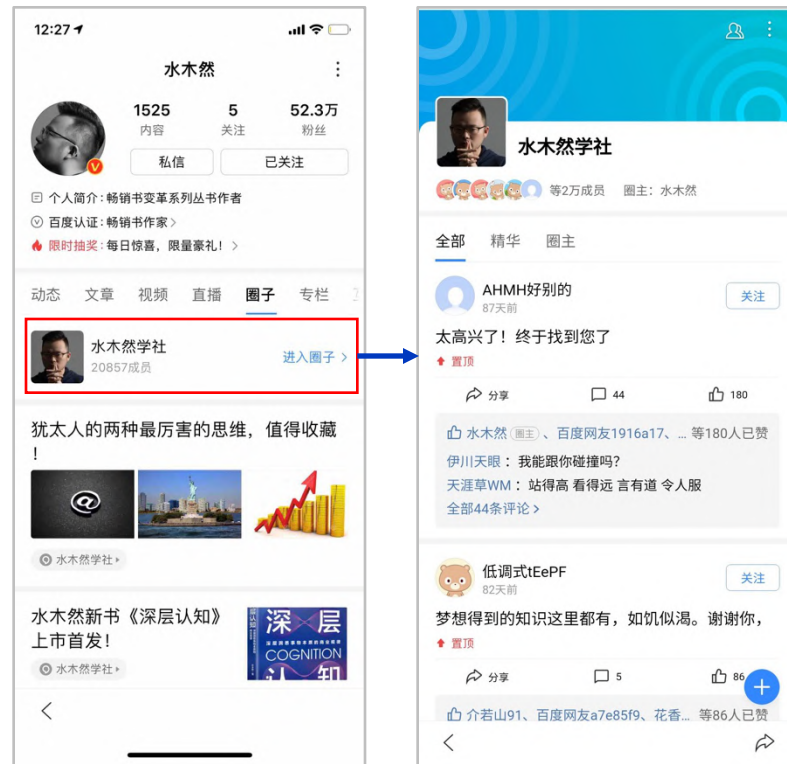 12:27
水木然
1525
5
52.3万
内容
关注
粉丝
私信
已关注
个人简介：畅销书变革系列丛书作者
百度认证：畅销书作家
限时抽奖：每日惊喜，限量豪礼！
动态 文章 视频 直播 圈子 专栏
水木然学社
20857成员
进入圈子
犹太人的两种最厉害的思维，值得收藏
！
@
水木然学社
水木然新书《深层认知》
上市首发！
水木然学社
深层
COGNITION
认知
水木然学社
等2万成员 圈主：水木然
全部 精华 圈主
AHMH好别的
87天前
关注
太高兴了！终于找到您了
置顶
分享
44
180
水木然 圈主 、百度网友1916a17、... 等180人已赞
伊川天眼：我能跟你碰撞吗？
天涯草WM：站得高 看得远 言有道 令人服
全部44条评论
低调式tEePF
82天前
关注
梦想得到的知识这里都有，如饥似渴。谢谢你，
置顶
分享
5
86
介若山91、百度网友a7e85f9、花香... 等86人已赞